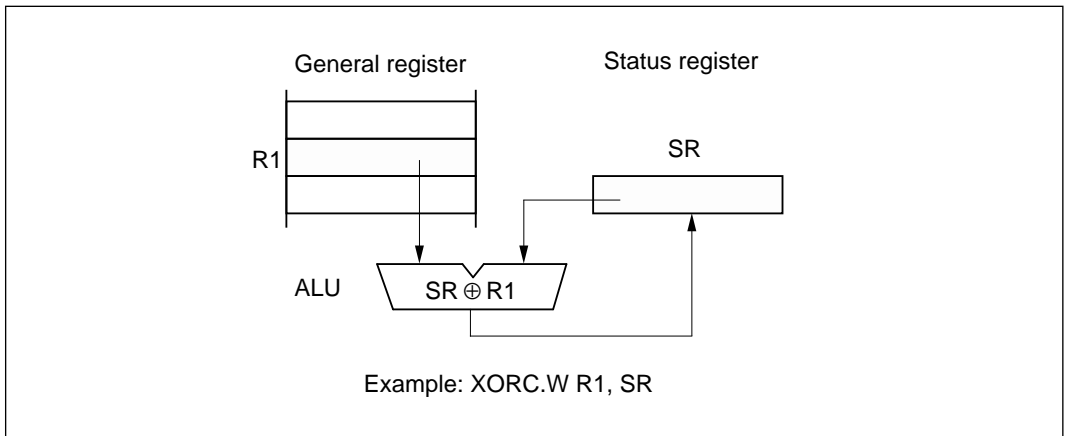 General register
Status register
R1
SR
ALU
SR ⊕ R1
Example: XORC.W R1, SR